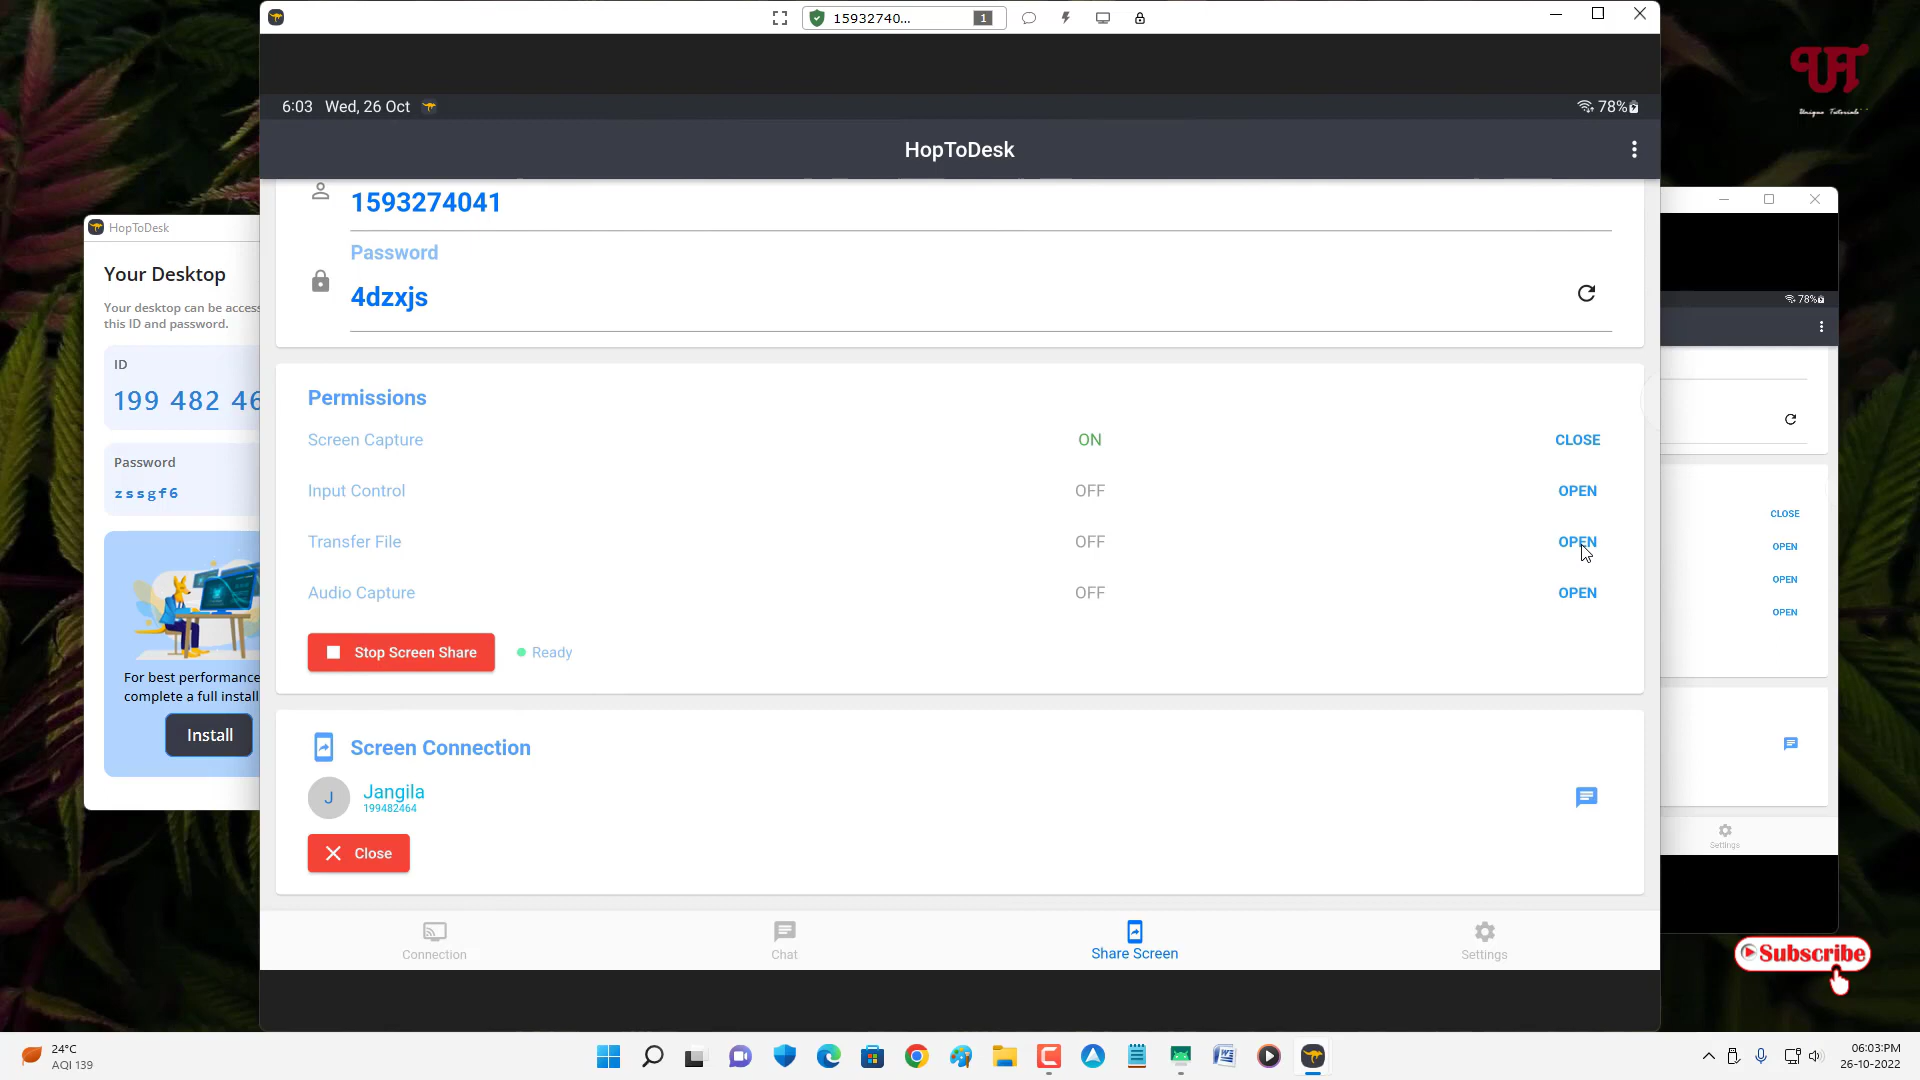 15932740...
1
6:03 Wed, 26 Oct
78%
HopToDesk
1593274041
Password
4dzxjs
Permissions
Screen Capture ON CLOSE
Input Control OFF OPEN
Transfer File OFF OPEN
Audio Capture OFF OPEN
Stop Screen Share
Ready
Screen Connection
J
Jangila
199482464
Close
Connection
Chat
Share Screen
Settings
HopToDesk
Your Desktop
Your desktop can be access
this ID and password.
ID
199 482 46
Password
zssgf6
For best performance
complete a full install
Install
78%
CLOSE
OPEN
OPEN
OPEN
Settings
UT
Unique Tutorials
Subscribe
24°C
AQI 139
06:03:PM
26-10-2022